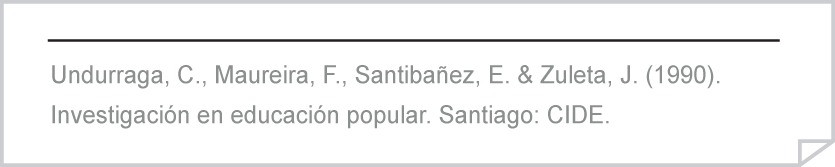 Undurraga, C., Maureira, F., Santibañez, E. & Zuleta, J. (1990).
Investigación en educación popular. Santiago: CIDE.